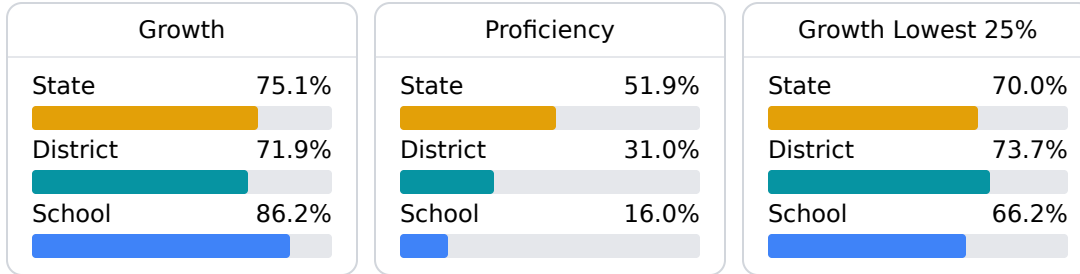 Growth
State 75.1%
District 71.9%
School 86.2%
Proficiency
State 51.9%
District 31.0%
School 16.0%
Growth Lowest 25%
State 70.0%
District 73.7%
School 66.2%